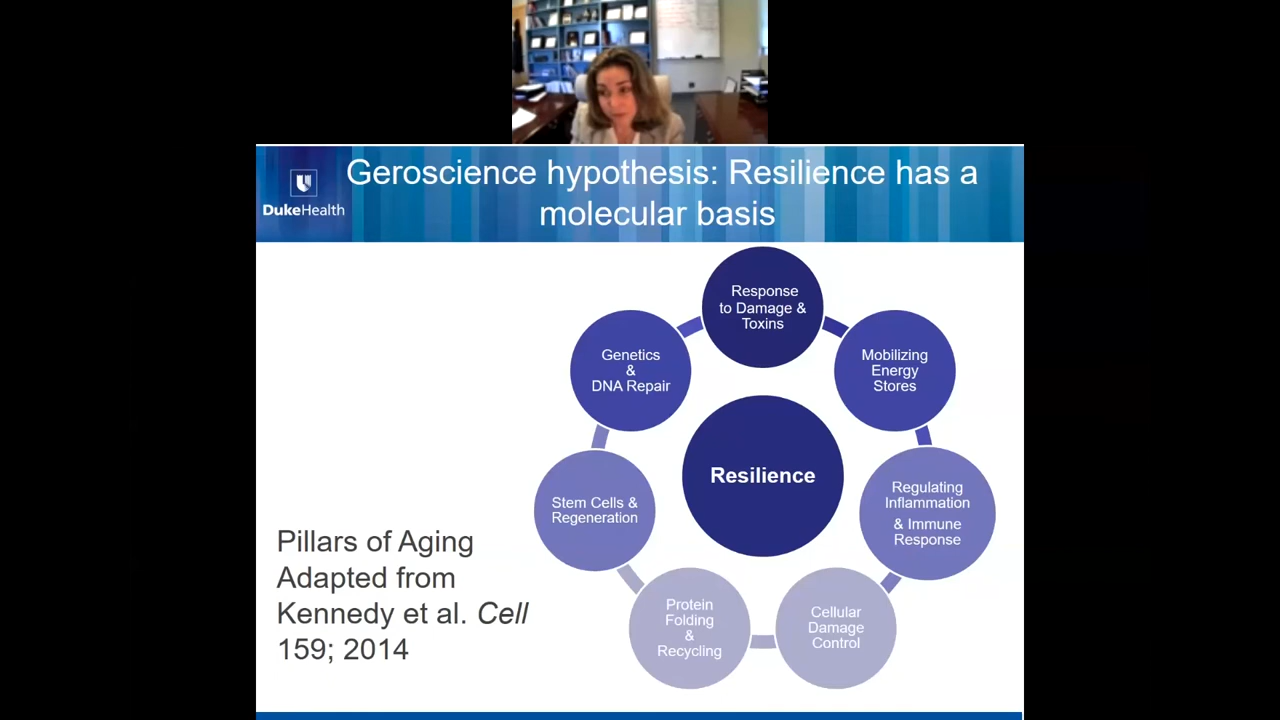 Geroscience hypothesis: Resilience has a
molecular basis
DukeHealth
Response
to Damage &
Toxins
Mobilizing
Energy
Stores
Regulating
Inflammation
& Immune
Response
Cellular
Damage
Control
Protein
Folding
&
Recycling
Stem Cells &
Regeneration
Genetics
&
DNA Repair
Resilience
Pillars of Aging
Adapted from
Kennedy et al. Cell
159; 2014